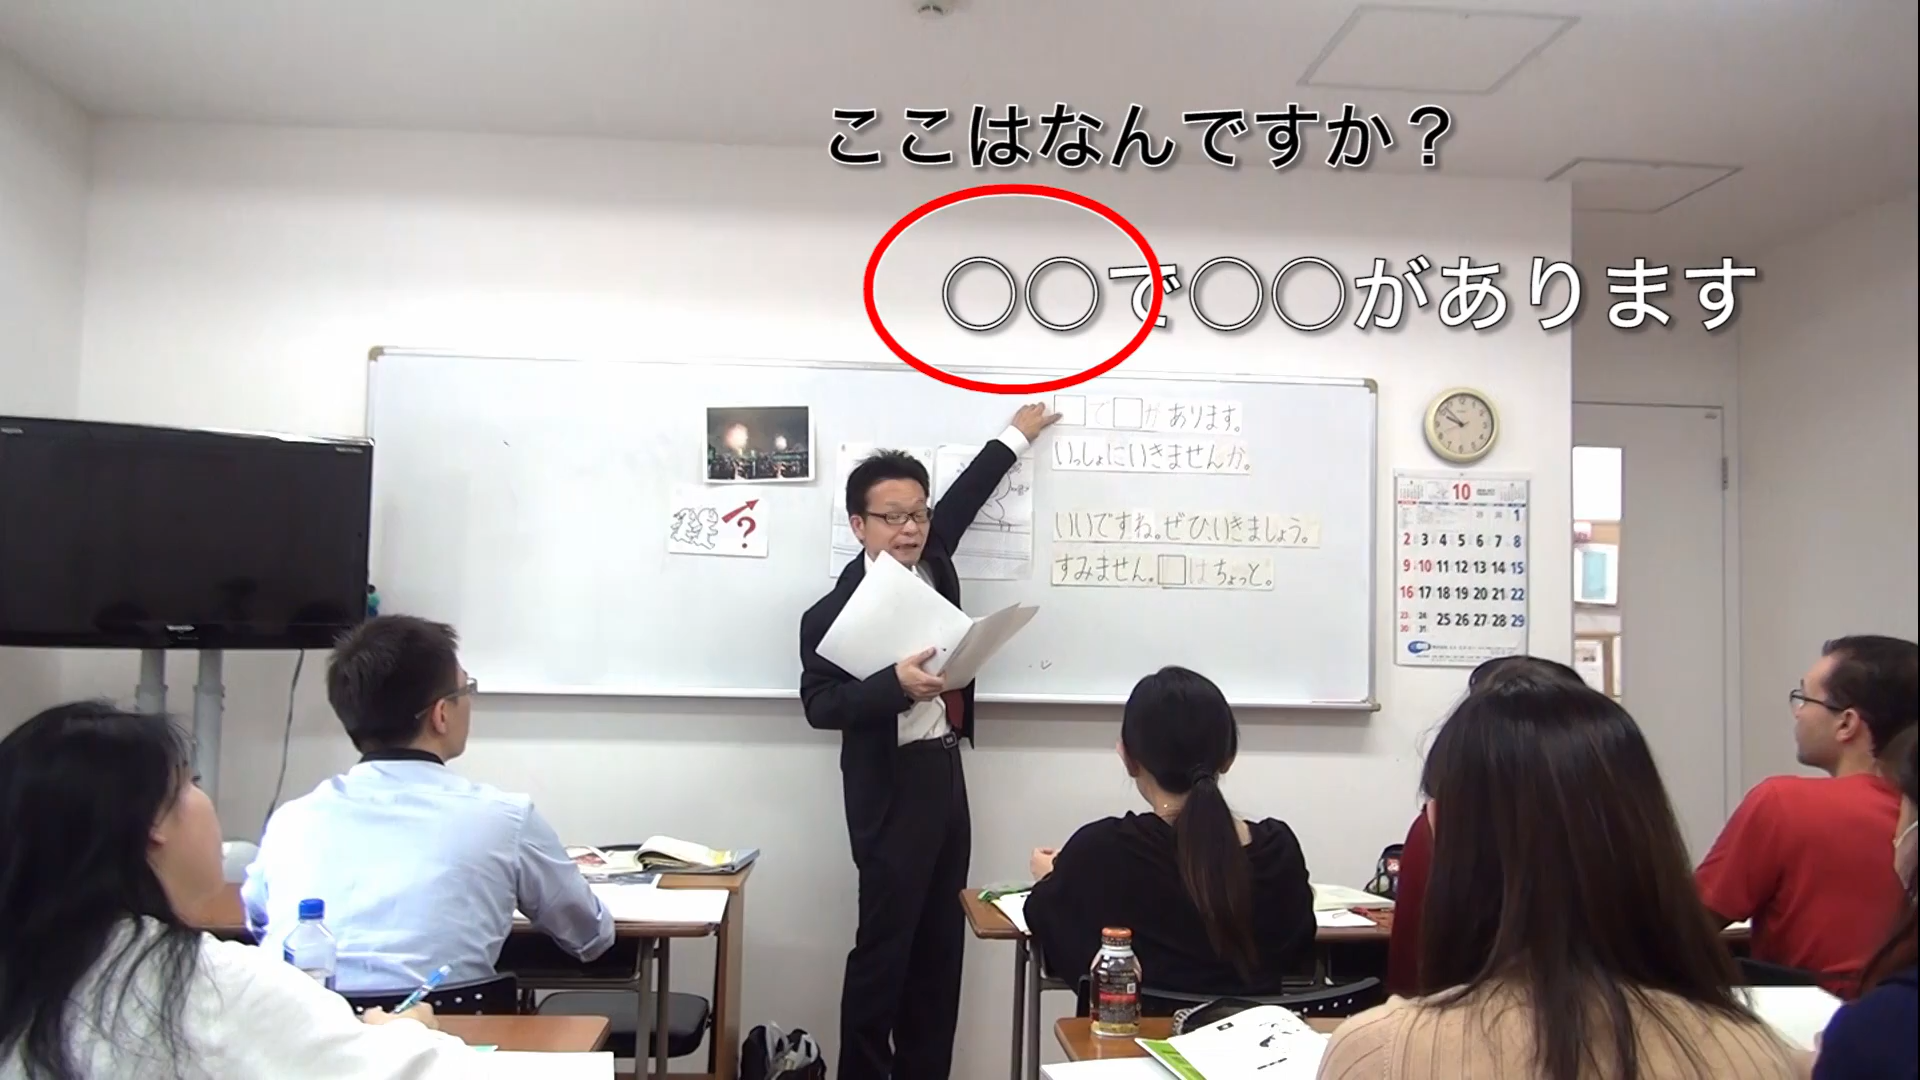 ここはなんですか？
○○で○○があります
□で□があります。
いっしょにいきませんか。
いいですね。ぜひ、いきましょう。
すみません。□はちょっと。
?
10
1
2 3 4 5 6 7 8
9 10 11 12 13 14 15
16 17 18 19 20 21 22
23 24 25 26 27 28 29
30 31